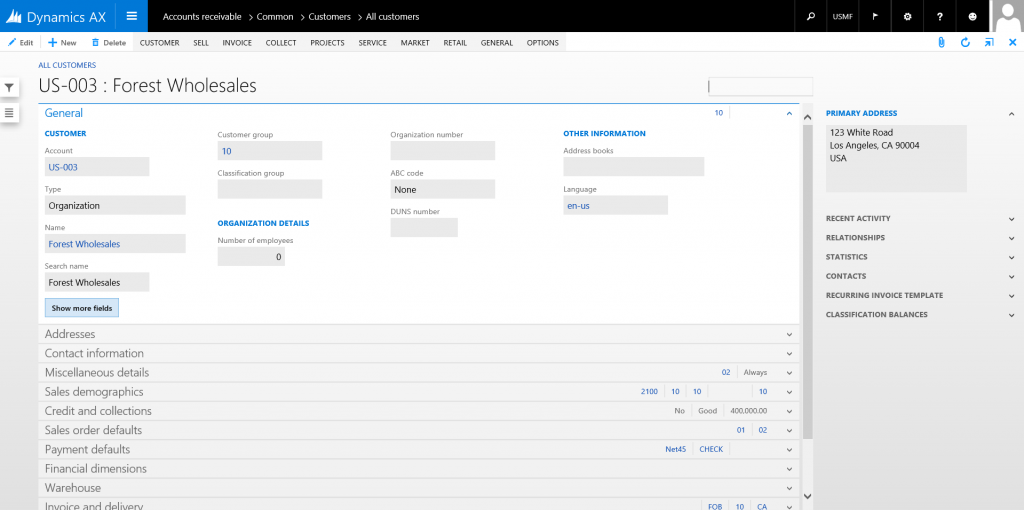 Dynamics AX
Accounts receivable > Common > Customers > All customers
USMF
?
Edit
New
Delete
CUSTOMER
SELL
INVOICE
COLLECT
PROJECTS
SERVICE
MARKET
RETAIL
GENERAL
OPTIONS
ALL CUSTOMERS
US-003 : Forest Wholesales
General
10
CUSTOMER
Account
US-003
Type
Organization
Name
Forest Wholesales
Search name
Forest Wholesales
Show more fields
Customer group
10
Classification group
ORGANIZATION DETAILS
Number of employees
0
Organization number
ABC code
None
DUNS number
OTHER INFORMATION
Address books
Language
en-us
Addresses
Contact information
Miscellaneous details 02 Always
Sales demographics 2100 10 10 10
Credit and collections No Good 400,000.00
Sales order defaults 01 02
Payment defaults Net45 CHECK
Financial dimensions
Warehouse
Invoice and delivery FOB 10 CA
PRIMARY ADDRESS
123 White Road
Los Angeles, CA 90004
USA
RECENT ACTIVITY
RELATIONSHIPS
STATISTICS
CONTACTS
RECURRING INVOICE TEMPLATE
CLASSIFICATION BALANCES